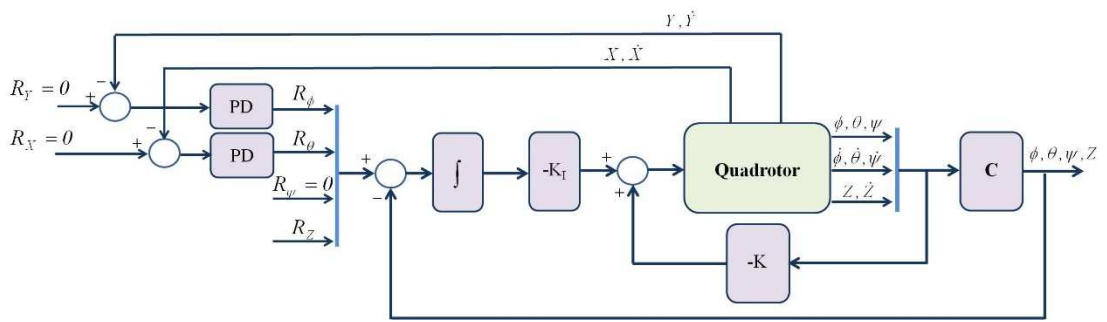 Y, Ẏ
X, Ẋ
R_Y = 0
−
+
PD
R_ϕ
R_X = 0
−
+
PD
R_θ
R_ψ = 0
R_Z
+
−
∫
-K_I
+
+
Quadrotor
ϕ, θ, ψ
ϕ̇, θ̇, ψ̇
Z, Ż
C
ϕ, θ, ψ, Z
-K